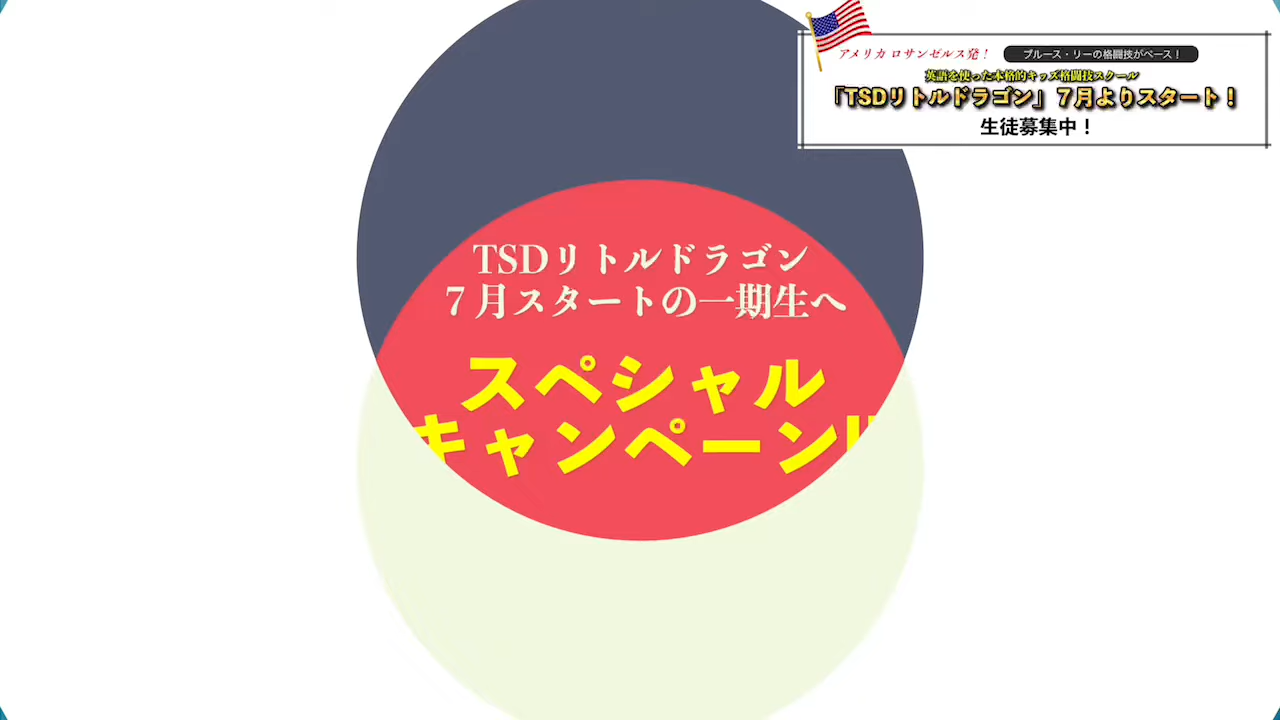 アメリカ ロサンゼルス発！
ブルース・リーの格闘技がベース！
英語を使った本格的キッズ格闘技スクール
「TSDリトルドラゴン」７月よりスタート！
生徒募集中！
TSDリトルドラゴン
７月スタートの一期生へ
スペシャル
キャンペーン!!